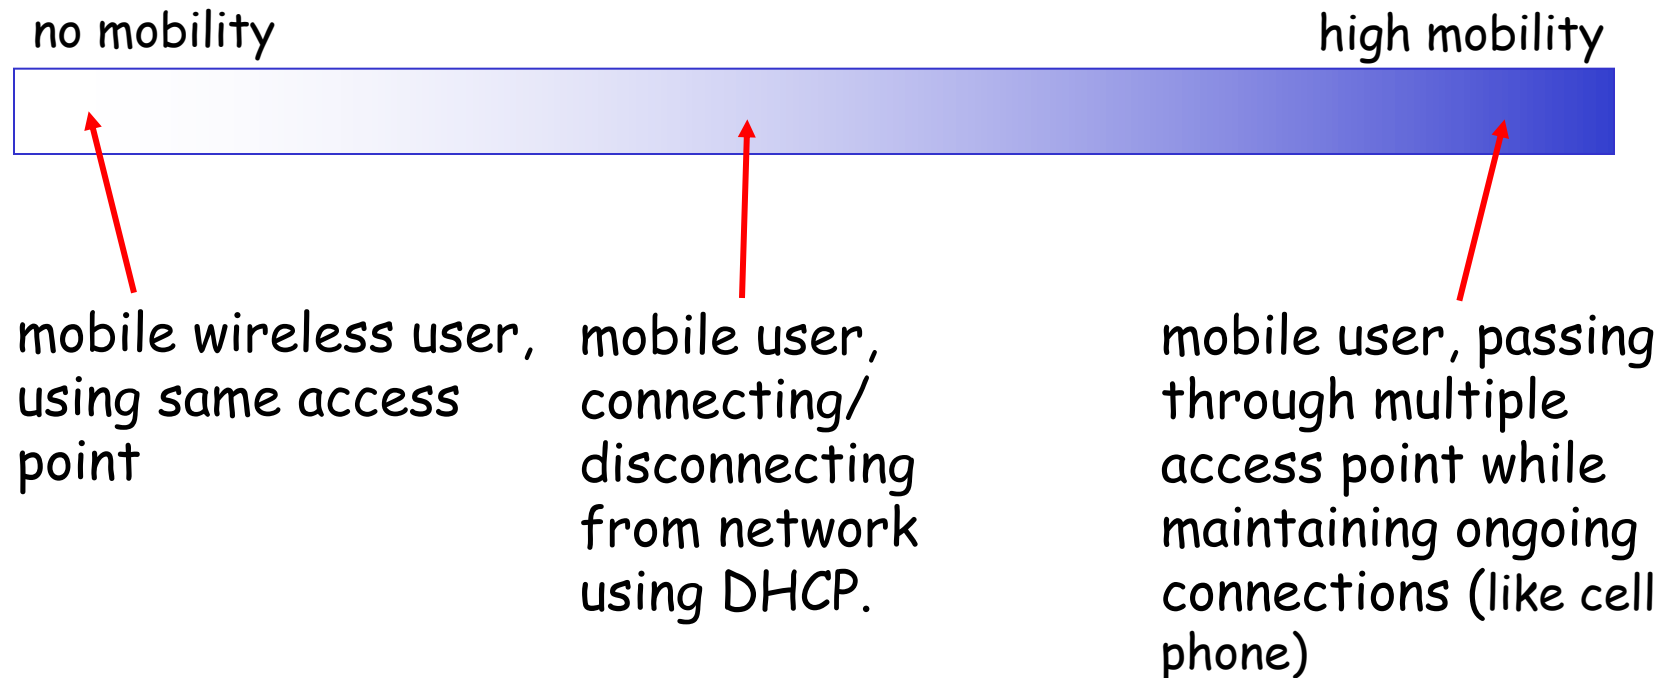 no mobility
high mobility
mobile wireless user,
using same access
point
mobile user,
connecting/
disconnecting
from network
using DHCP.
mobile user, passing
through multiple
access point while
maintaining ongoing
connections (like cell
phone)